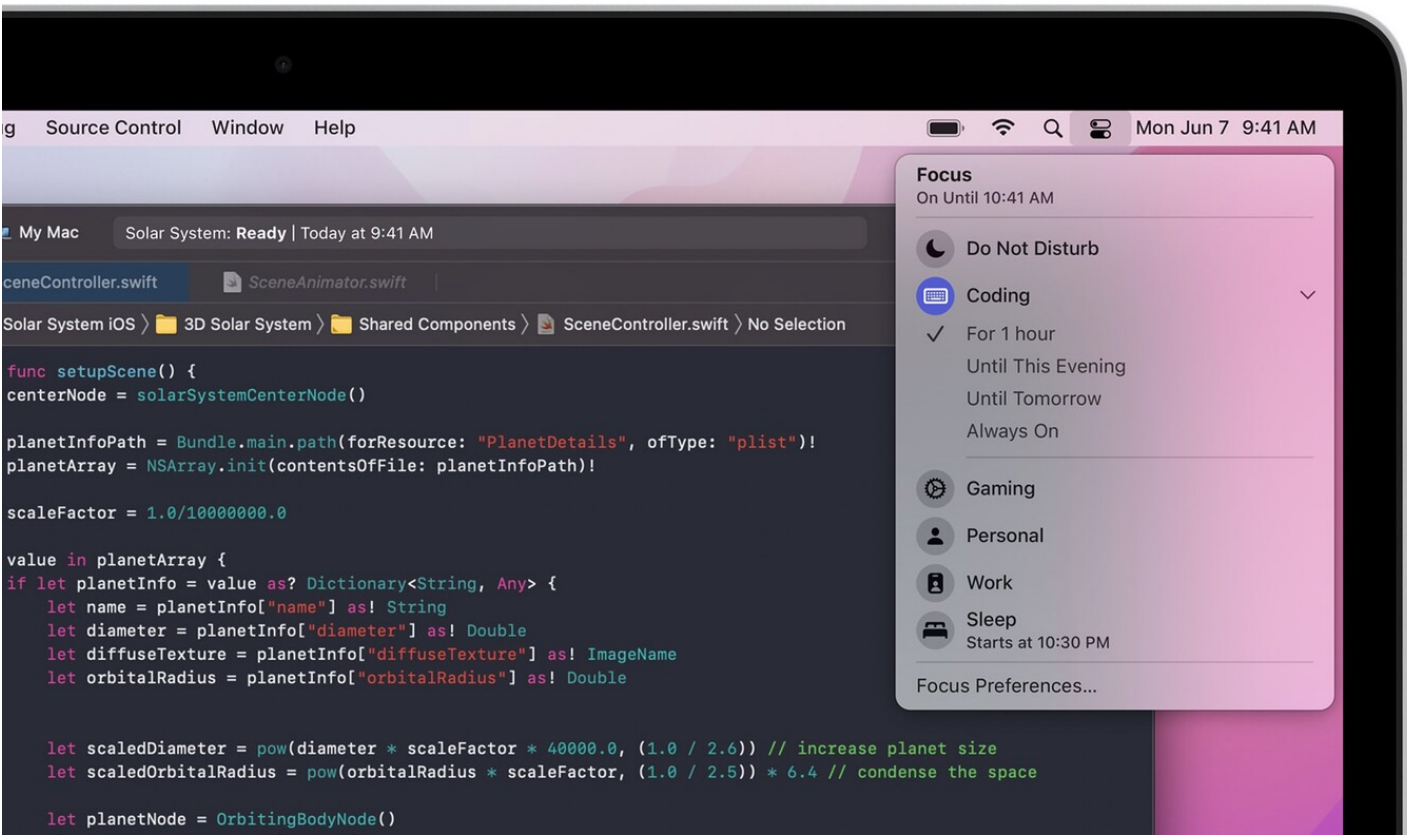 g Source Control Window Help Mon Jun 7 9:41 AM
My Mac Solar System: Ready | Today at 9:41 AM
ceneController.swift SceneAnimator.swift
Solar System iOS 〉 3D Solar System 〉 Shared Components 〉 SceneController.swift 〉 No Selection
func setupScene() {
centerNode = solarSystemCenterNode()
planetInfoPath = Bundle.main.path(forResource: "PlanetDetails", ofType: "plist")!
planetArray = NSArray.init(contentsOfFile: planetInfoPath)!
scaleFactor = 1.0/10000000.0
value in planetArray {
if let planetInfo = value as? Dictionary<String, Any> {
let name = planetInfo["name"] as! String
let diameter = planetInfo["diameter"] as! Double
let diffuseTexture = planetInfo["diffuseTexture"] as! ImageName
let orbitalRadius = planetInfo["orbitalRadius"] as! Double
let scaledDiameter = pow(diameter * scaleFactor * 40000.0, (1.0 / 2.6)) // increase planet size
let scaledOrbitalRadius = pow(orbitalRadius * scaleFactor, (1.0 / 2.5)) * 6.4 // condense the space
let planetNode = OrbitingBodyNode()
Focus
On Until 10:41 AM
Do Not Disturb
Coding
For 1 hour
Until This Evening
Until Tomorrow
Always On
Gaming
Personal
Work
Sleep
Starts at 10:30 PM
Focus Preferences...